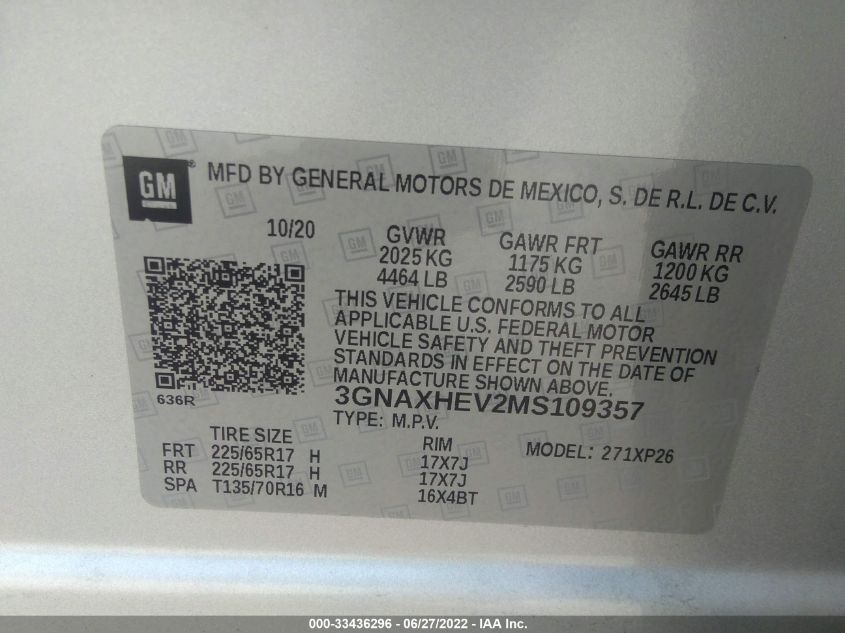 GM
®
MFD BY GENERAL MOTORS DE MEXICO, S. DE R.L. DE C.V.
10/20
GVWR
2025 KG
4464 LB
GAWR FRT
1175 KG
2590 LB
GAWR RR
1200 KG
2645 LB
THIS VEHICLE CONFORMS TO ALL
APPLICABLE U.S. FEDERAL MOTOR
VEHICLE SAFETY AND THEFT PREVENTION
STANDARDS IN EFFECT ON THE DATE OF
MANUFACTURE SHOWN ABOVE.
636R
3GNAXHEV2MS109357
TYPE: M.P.V.
TIRE SIZE
RIM
MODEL: 271XP26
FRT 225/65R17 H 17X7J
RR 225/65R17 H 17X7J
SPA T135/70R16 M 16X4BT
000-33436296 - 06/27/2022 - IAA Inc.